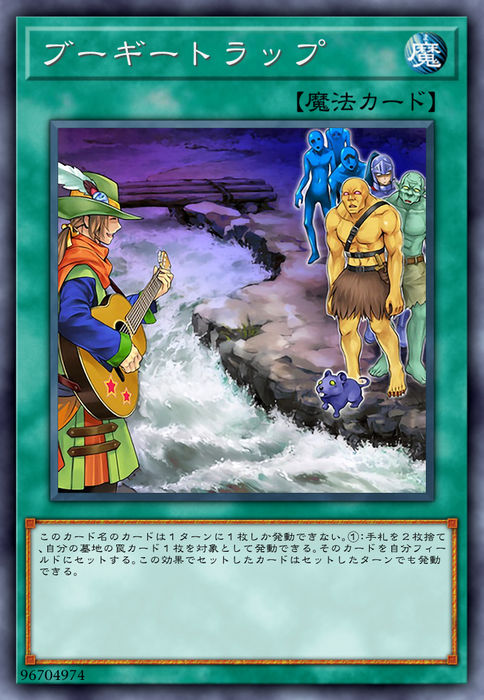 ブーギートラップ
魔
【魔法カード】
このカード名のカードは１ターンに１枚しか発動できない。①：手札を２枚捨て
、自分の墓地の罠カード１枚を対象として発動できる。そのカードを自分フィー
ルドにセットする。この効果でセットしたカードはセットしたターンでも発動
できる。
96704974